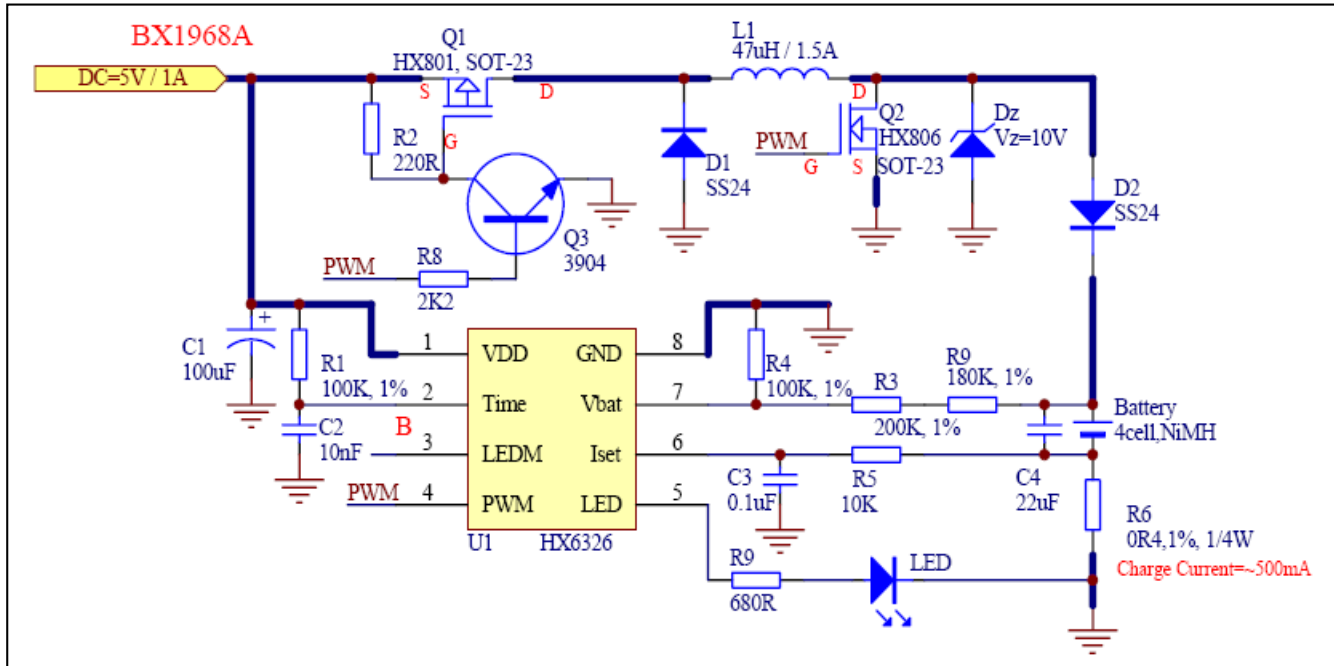 BX1968A
DC=5V / 1A
Q1
HX801, SOT-23
S
D
G
R2
220R
L1
47uH / 1.5A
D1
SS24
PWM
D
G
S
Q2
HX806
SOT-23
Dz
Vz=10V
D2
SS24
Q3
3904
PWM
R8
2K2
C1
+
100uF
R1
100K, 1%
C2
10nF
B
PWM
1
VDD
2
Time
3
LEDM
4
PWM
GND
8
Vbat
7
Iset
6
LED
5
U1
HX6326
R4
100K, 1%
R3
200K, 1%
R9
180K, 1%
Battery
4cell,NiMH
C3
0.1uF
R5
10K
C4
22uF
R6
0R4,1%, 1/4W
Charge Current=~500mA
R9
680R
LED